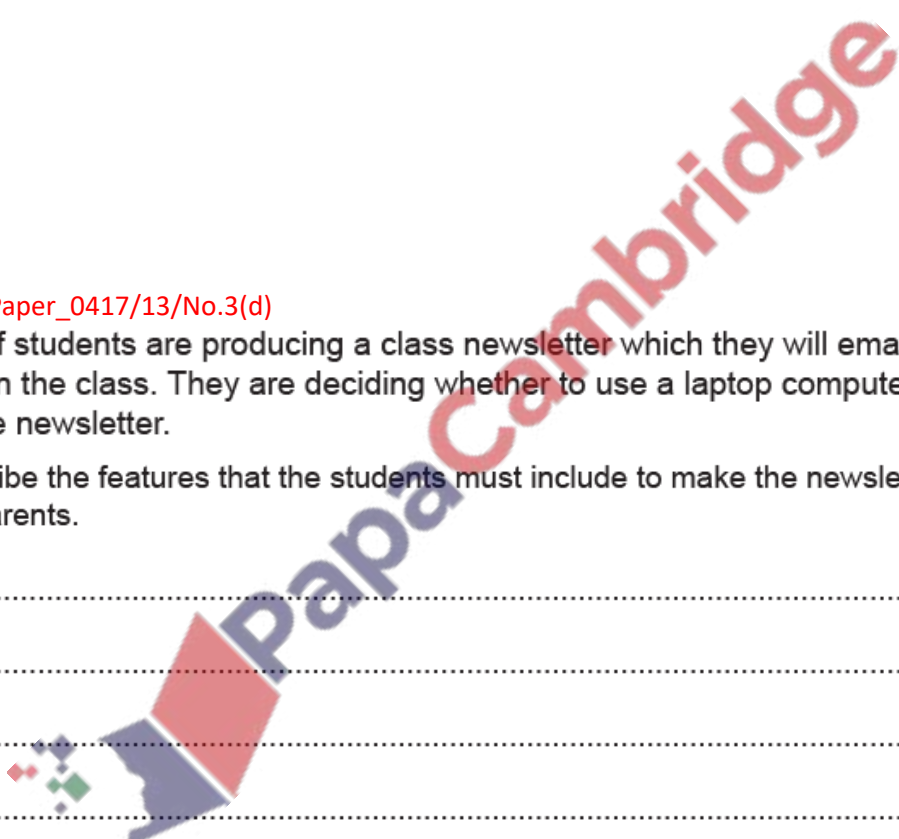 Paper_0417/13/No.3(d)
f students are producing a class newsletter which they will ema
n the class. They are deciding whether to use a laptop compute
e newsletter.
ibe the features that the students must include to make the newsle
rents.
PapaCambridge